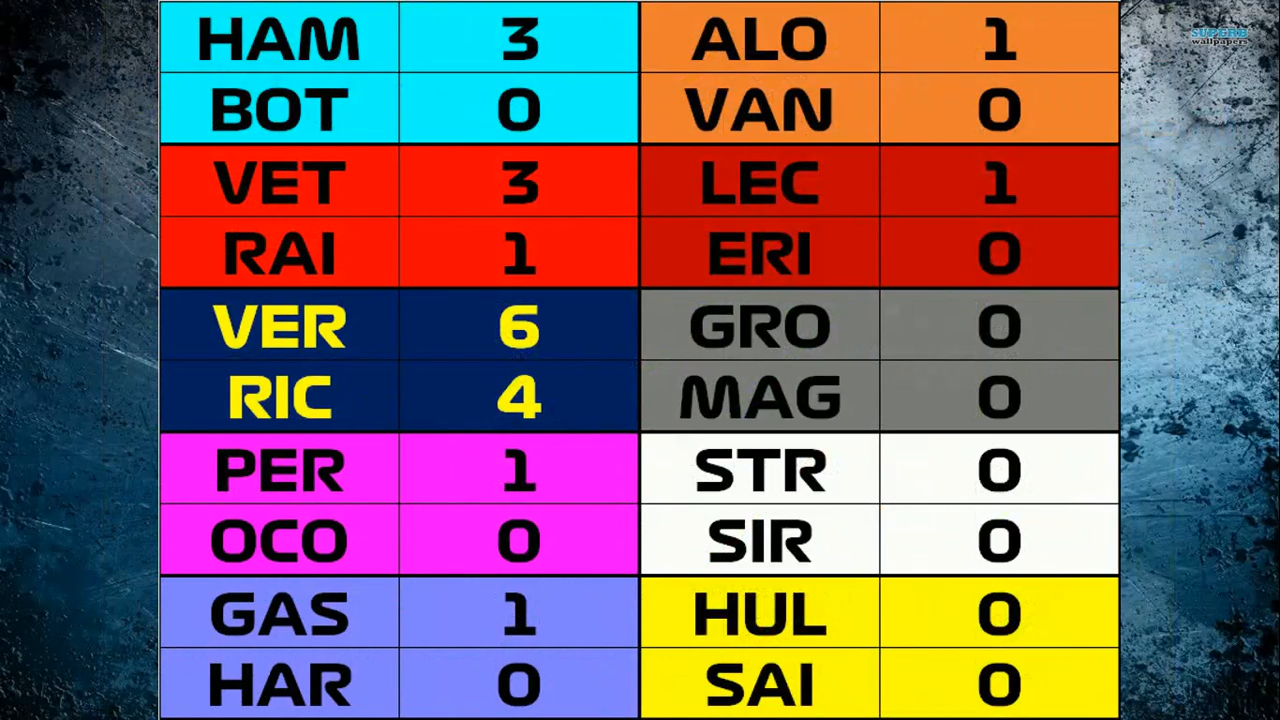 HAM 3 ALO 1
BOT 0 VAN 0
VET 3 LEC 1
RAI 1 ERI 0
VER 6 GRO 0
RIC 4 MAG 0
PER 1 STR 0
OCO 0 SIR 0
GAS 1 HUL 0
HAR 0 SAI 0
SUPERB
wallpapers